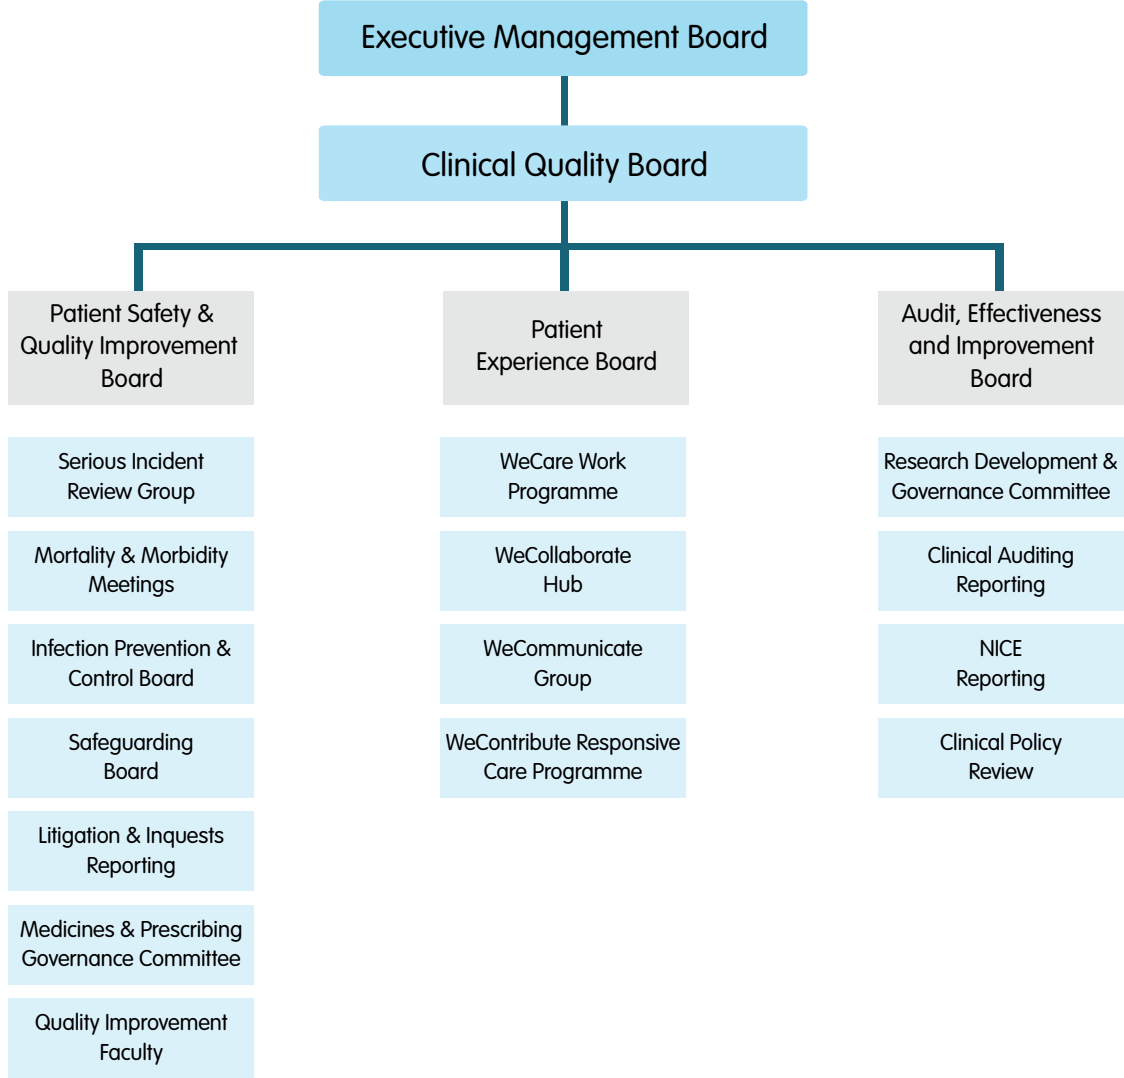 Executive Management Board
Clinical Quality Board
Patient Safety &
Quality Improvement
Board
Serious Incident
Review Group
Mortality & Morbidity
Meetings
Infection Prevention &
Control Board
Safeguarding
Board
Litigation & Inquests
Reporting
Medicines & Prescribing
Governance Committee
Quality Improvement
Faculty
Patient
Experience Board
WeCare Work
Programme
WeCollaborate
Hub
WeCommunicate
Group
WeContribute Responsive
Care Programme
Audit, Effectiveness
and Improvement
Board
Research Development &
Governance Committee
Clinical Auditing
Reporting
NICE
Reporting
Clinical Policy
Review